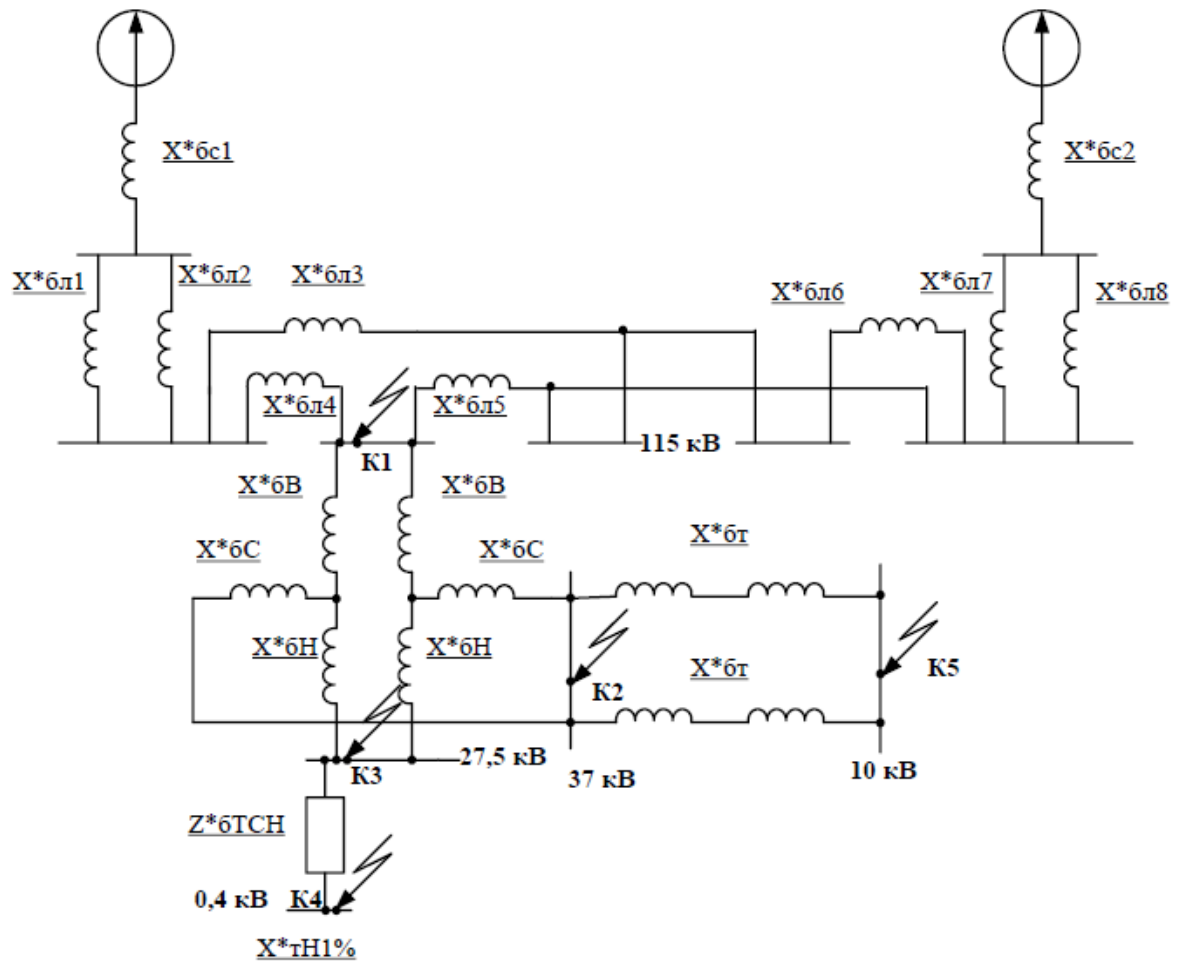 X*бс1
X*бс2
X*бл1
X*бл2
X*бл3
X*бл6
X*бл7
X*бл8
X*бл4
X*бл5
К1
115 кВ
X*бВ
X*бВ
X*бС
X*бС
X*бт
X*бН
X*бН
К2
X*бт
К5
К3
27,5 кВ
37 кВ
10 кВ
Z*бТСН
0,4 кВ
К4
X*тН1%